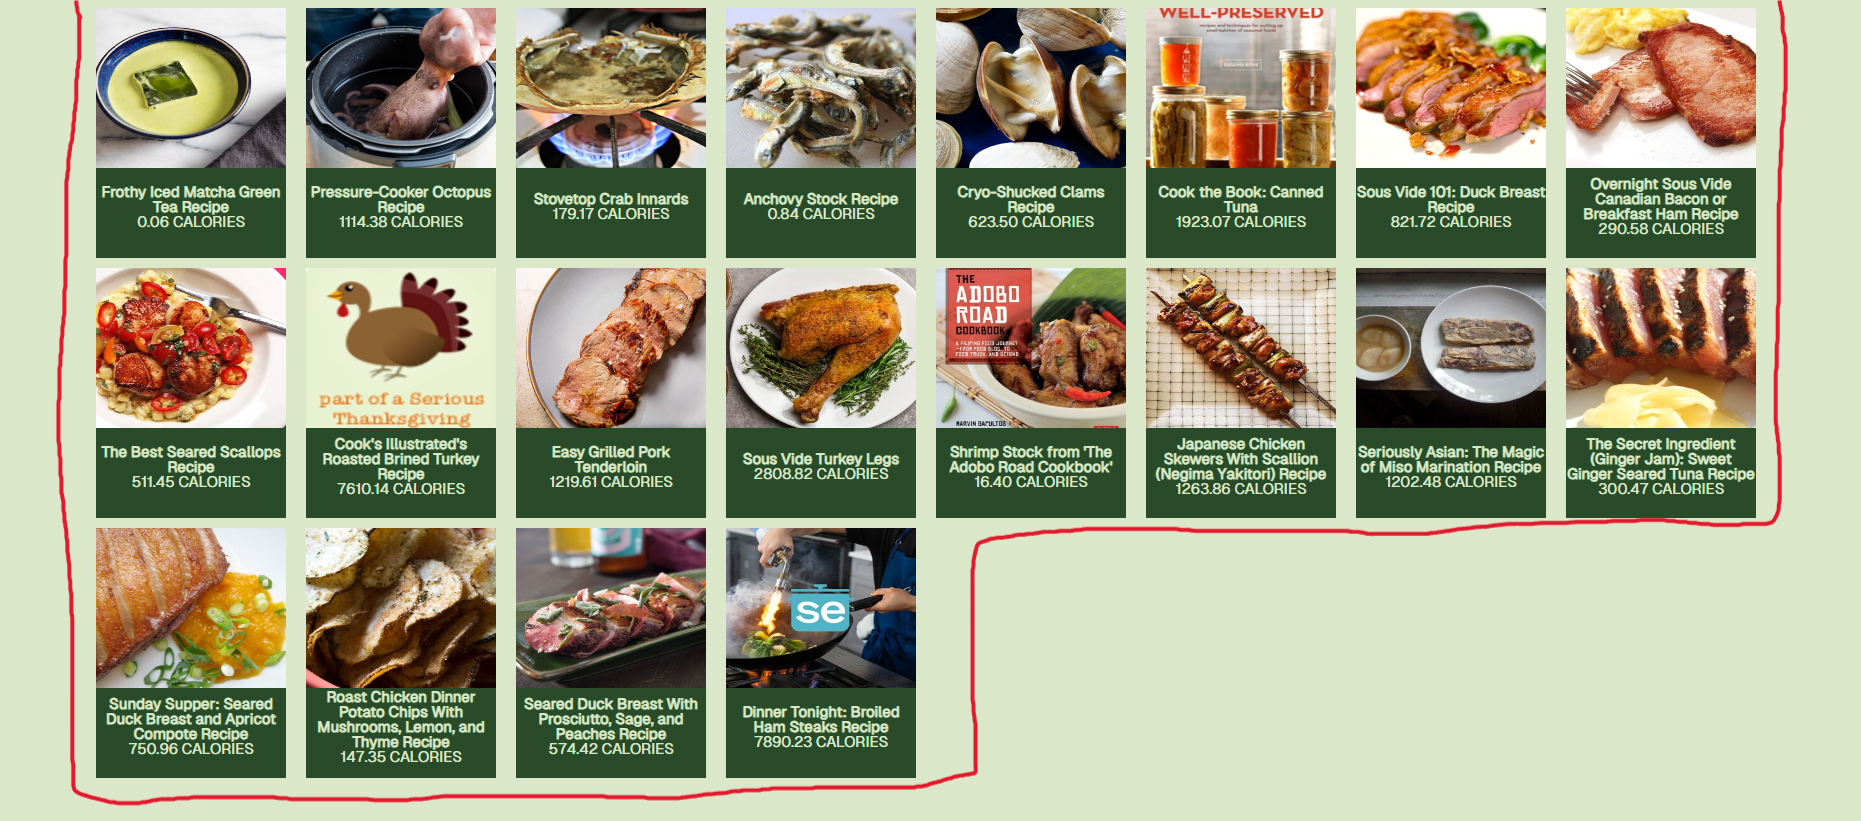 WELL-PRESERVED
recipes and techniques for putting up
small batches of seasonal foods
Frothy Iced Matcha Green
Tea Recipe
0.06 CALORIES
Pressure-Cooker Octopus
Recipe
1114.38 CALORIES
Stovetop Crab Innards
179.17 CALORIES
Anchovy Stock Recipe
0.84 CALORIES
Cryo-Shucked Clams
Recipe
623.50 CALORIES
Cook the Book: Canned
Tuna
1923.07 CALORIES
Sous Vide 101: Duck Breast
Recipe
821.72 CALORIES
Overnight Sous Vide
Canadian Bacon or
Breakfast Ham Recipe
290.58 CALORIES
part of a Serious
Thanksgiving
THE
ADOBO
ROAD
COOKBOOK
A FILIPINO FOOD JOURNEY
—FROM FOOD BLOG, TO
FOOD TRUCK, AND BEYOND
MARVIN GAPULTOS
The Best Seared Scallops
Recipe
511.45 CALORIES
Cook's Illustrated's
Roasted Brined Turkey
Recipe
7610.14 CALORIES
Easy Grilled Pork
Tenderloin
1219.61 CALORIES
Sous Vide Turkey Legs
2808.82 CALORIES
Shrimp Stock from 'The
Adobo Road Cookbook'
16.40 CALORIES
Japanese Chicken
Skewers With Scallion
(Negima Yakitori) Recipe
1263.86 CALORIES
Seriously Asian: The Magic
of Miso Marination Recipe
1202.48 CALORIES
The Secret Ingredient
(Ginger Jam): Sweet
Ginger Seared Tuna Recipe
300.47 CALORIES
se
Sunday Supper: Seared
Duck Breast and Apricot
Compote Recipe
750.96 CALORIES
Roast Chicken Dinner
Potato Chips With
Mushrooms, Lemon, and
Thyme Recipe
147.35 CALORIES
Seared Duck Breast With
Prosciutto, Sage, and
Peaches Recipe
574.42 CALORIES
Dinner Tonight: Broiled
Ham Steaks Recipe
7890.23 CALORIES